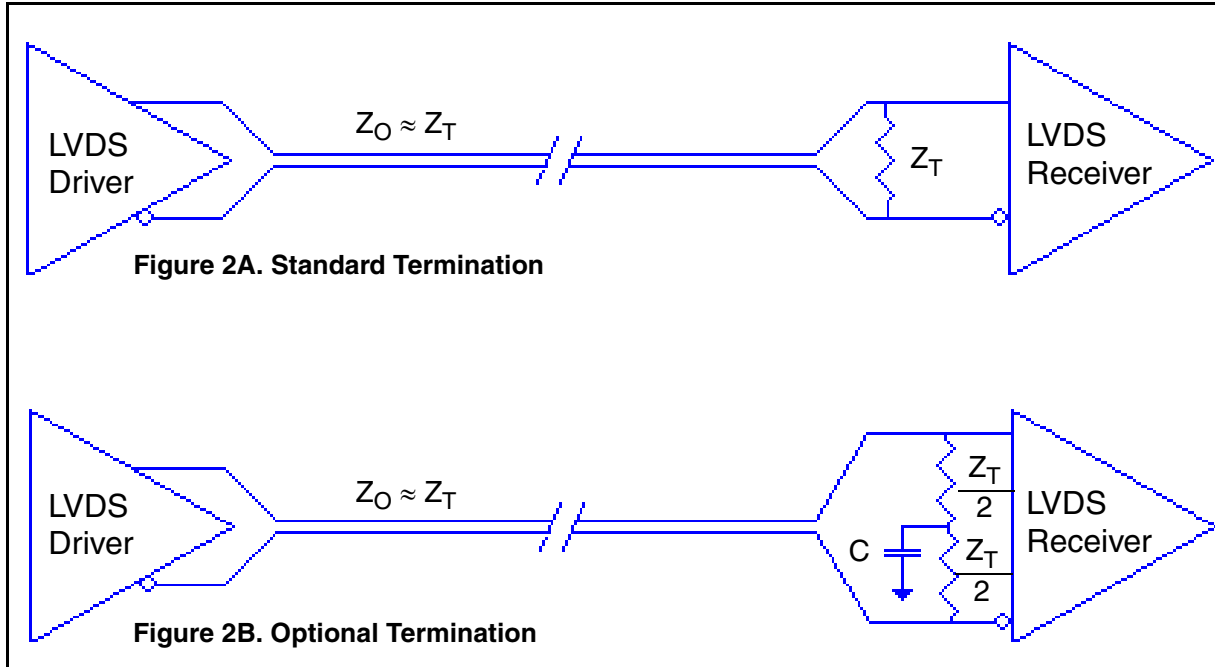 LVDS
Driver
Z_O ≈ Z_T
Z_T
LVDS
Receiver
Figure 2A. Standard Termination
LVDS
Driver
Z_O ≈ Z_T
C
Z_T
2
Z_T
2
LVDS
Receiver
Figure 2B. Optional Termination